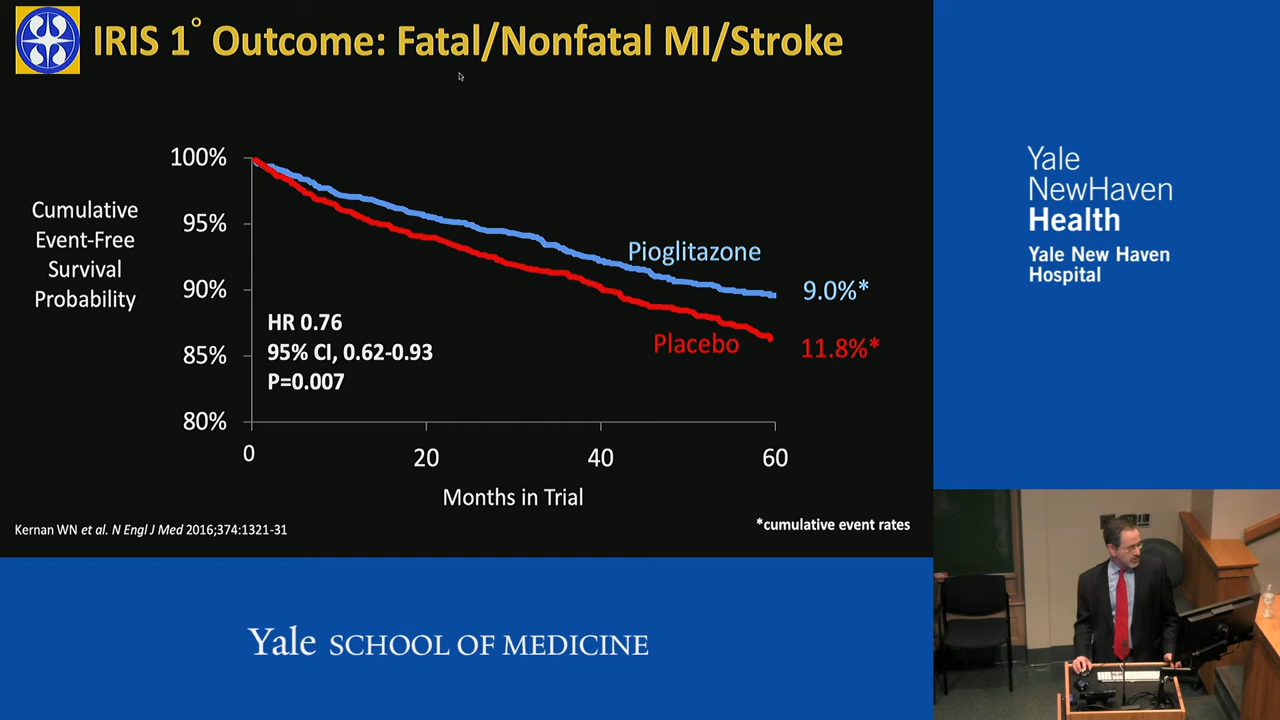 IRIS 1° Outcome: Fatal/Nonfatal MI/Stroke
Cumulative
Event-Free
Survival
Probability
100%
95%
90%
85%
80%
HR 0.76
95% CI, 0.62-0.93
P=0.007
Pioglitazone
9.0%*
Placebo
11.8%*
0
20
40
60
Months in Trial
Kernan WN et al. N Engl J Med 2016;374:1321-31
*cumulative event rates
Yale
NewHaven
Health
Yale New Haven
Hospital
Yale SCHOOL OF MEDICINE